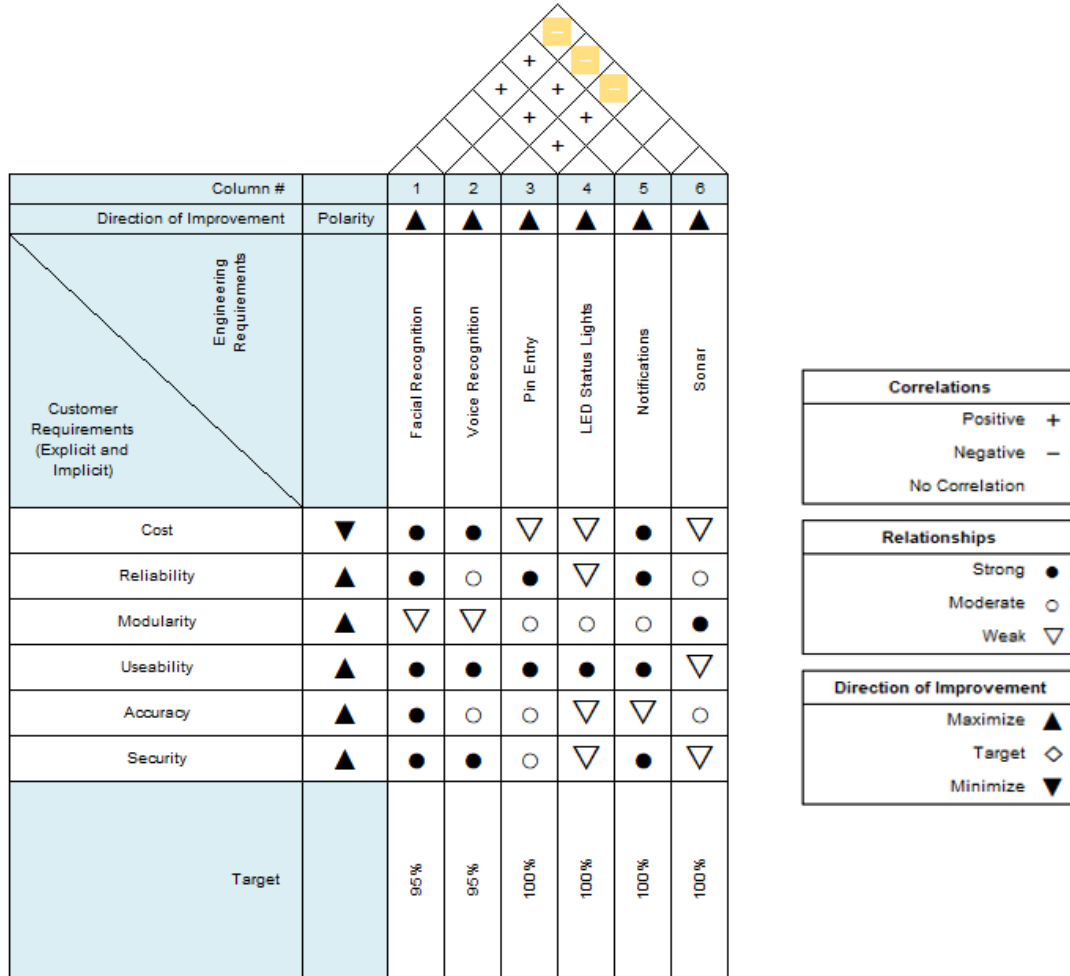 −
+ −
+ + −
+ +
+
Column # 1 2 3 4 5 6
Direction of Improvement Polarity ▲ ▲ ▲ ▲ ▲ ▲
Engineering
Requirements
Customer
Requirements
(Explicit and
Implicit)
Facial Recognition
Voice Recognition
Pin Entry
LED Status Lights
Notifications
Sonar
Cost ▼ ● ● ▽ ▽ ● ▽
Reliability ▲ ● ○ ● ▽ ● ○
Modularity ▲ ▽ ▽ ○ ○ ○ ●
Useability ▲ ● ● ● ● ● ▽
Accuracy ▲ ● ○ ○ ▽ ▽ ○
Security ▲ ● ● ○ ▽ ● ▽
Target 95% 95% 100% 100% 100% 100%
Correlations
Positive +
Negative −
No Correlation
Relationships
Strong ●
Moderate ○
Weak ▽
Direction of Improvement
Maximize ▲
Target ◇
Minimize ▼